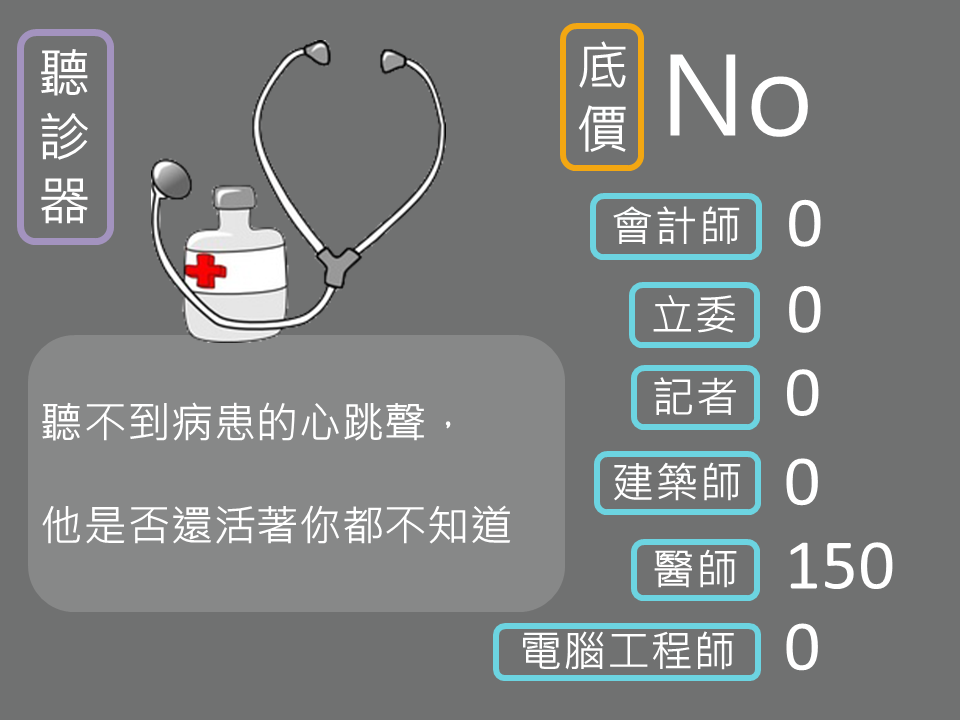 聽診器
底價 No
會計師 0
立委 0
記者 0
建築師 0
醫師 150
電腦工程師 0
聽不到病患的心跳聲，
他是否還活著你都不知道